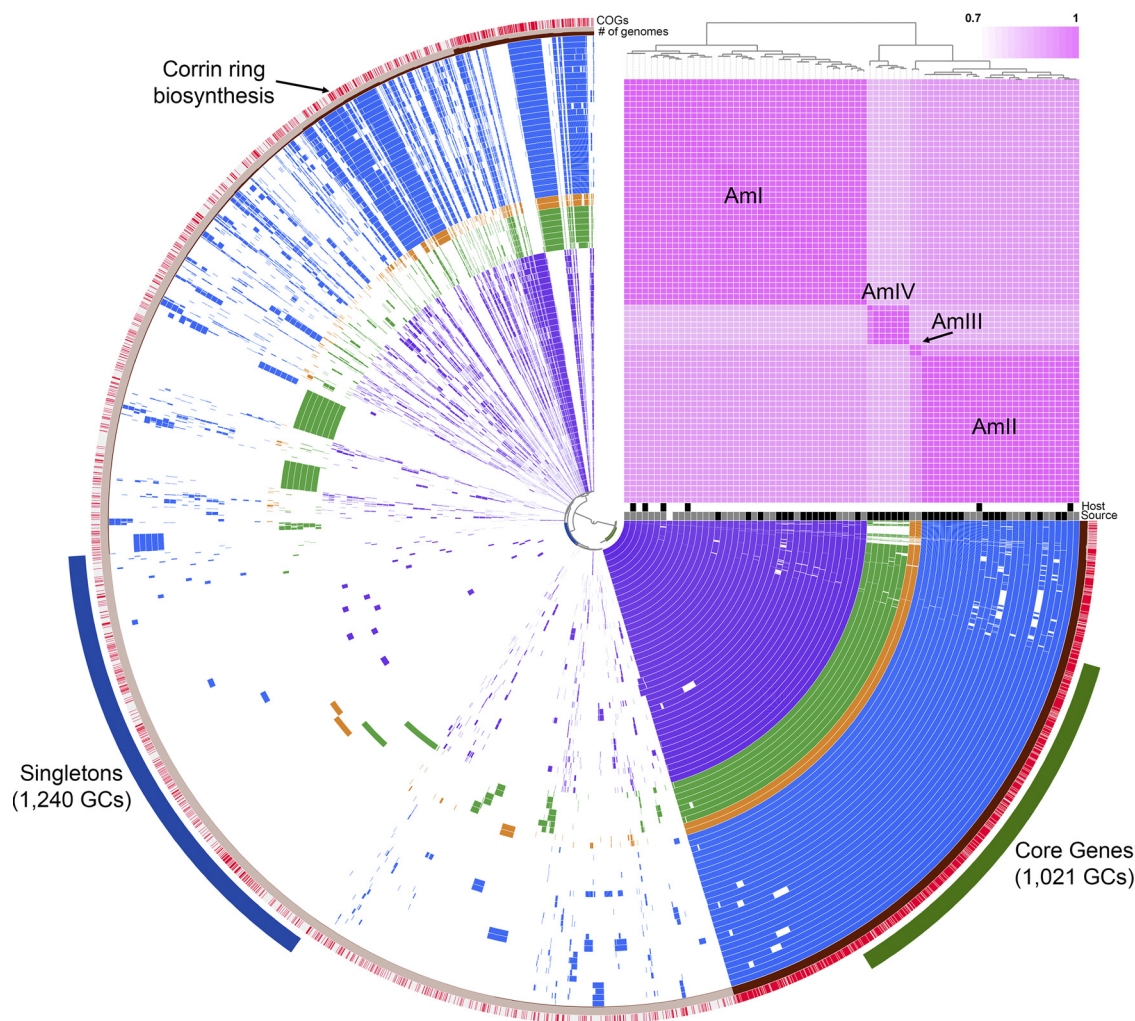 COGs
# of genomes
0.7
1
Corrin ring
biosynthesis
AmI
AmIV
AmIII
AmII
Host
Source
Singletons
(1,240 GCs)
Core Genes
(1,021 GCs)